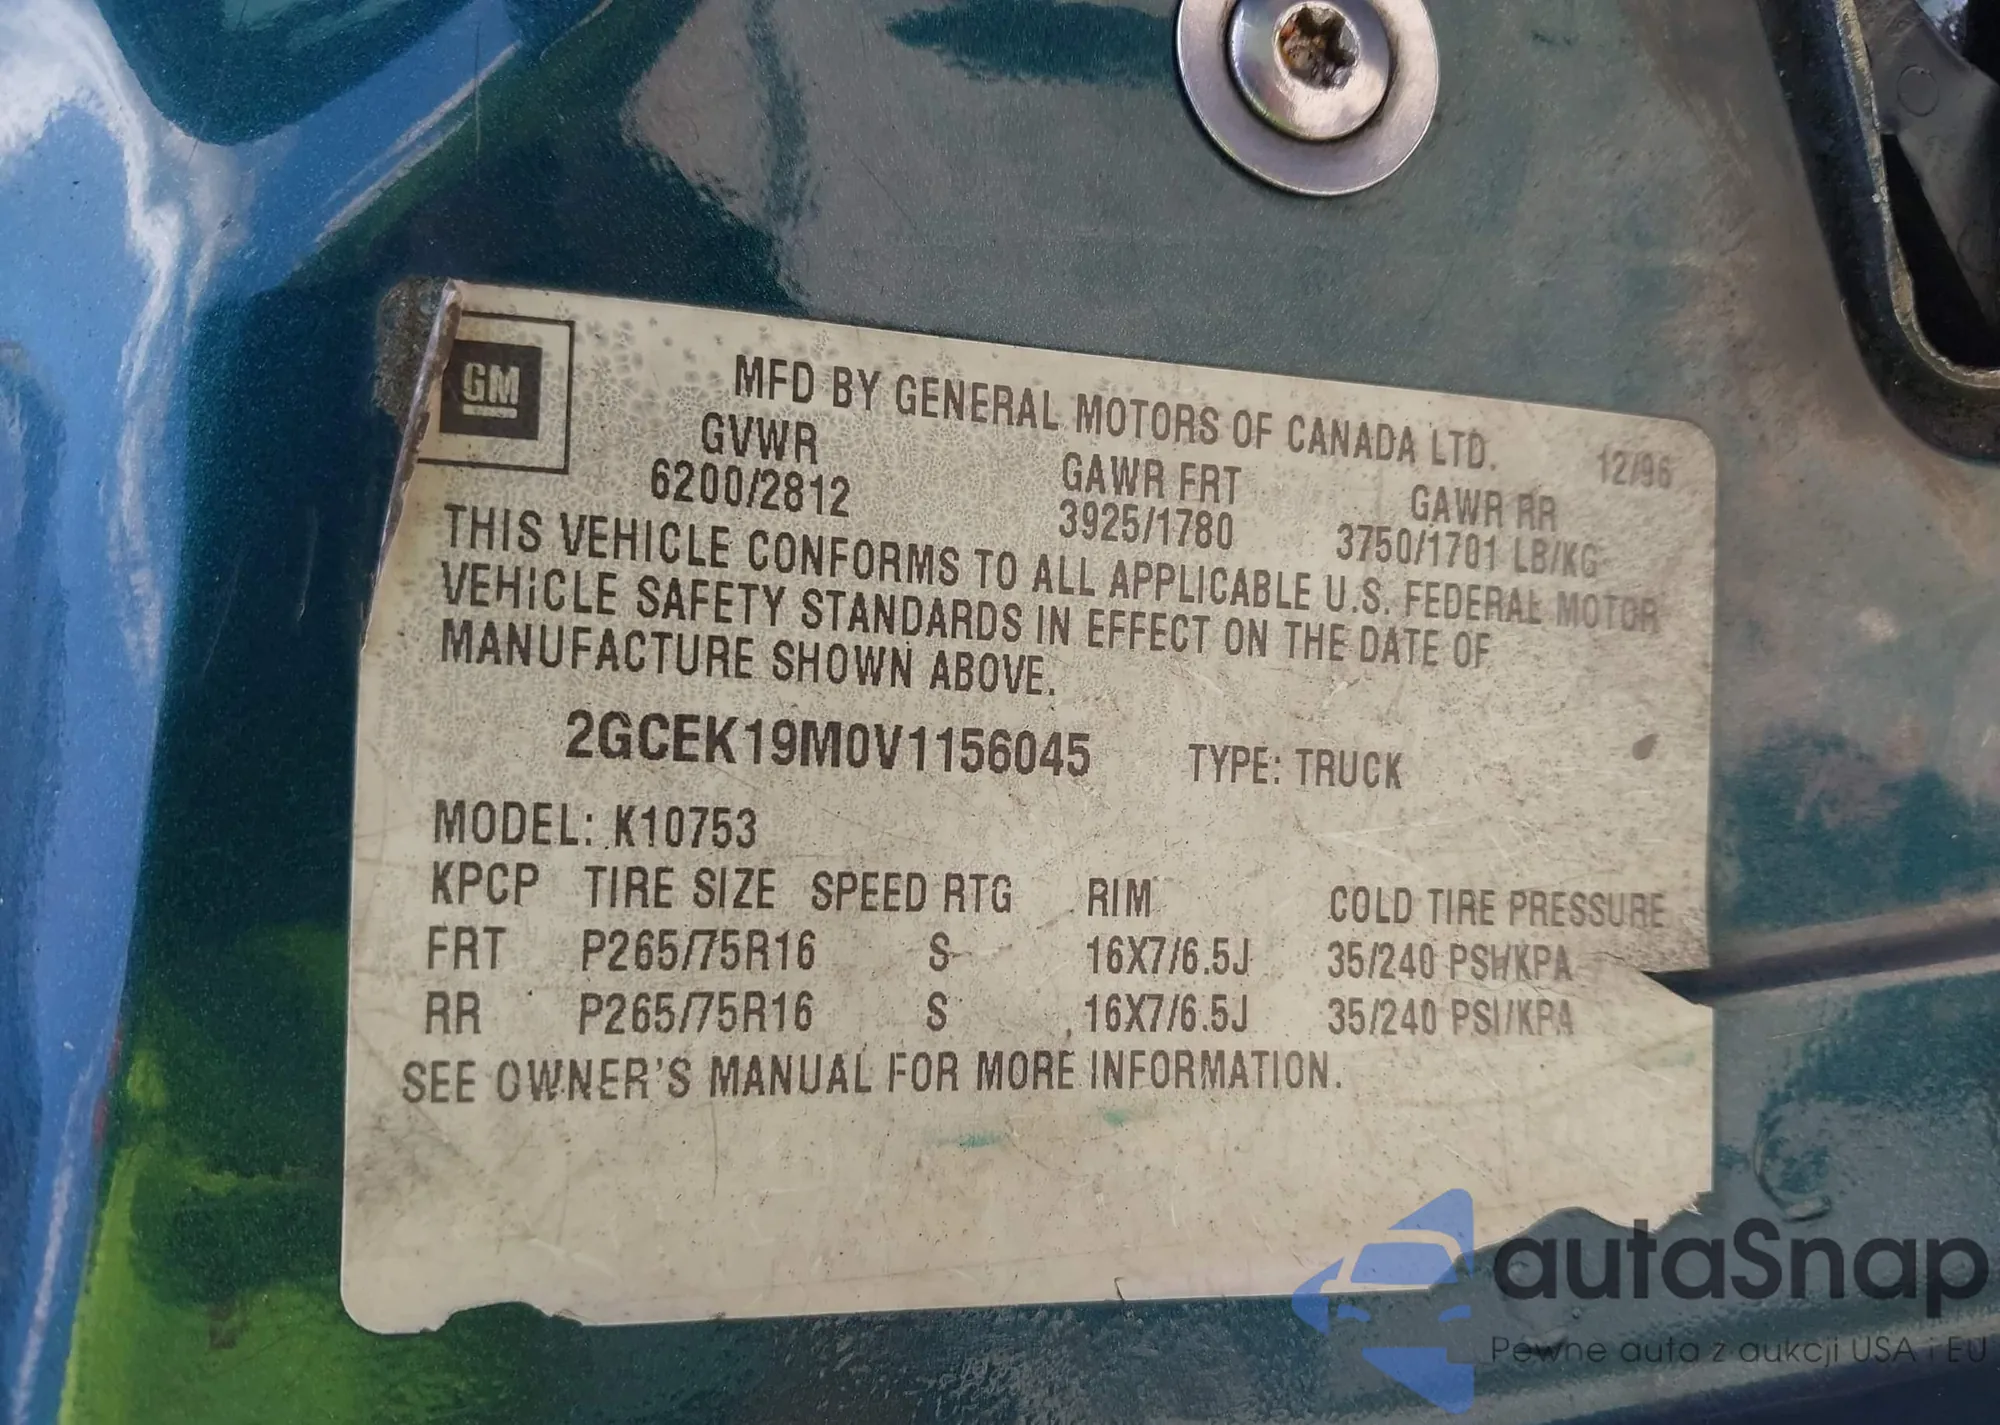 GM
MFD BY GENERAL MOTORS OF CANADA LTD.
12/96
GVWR GAWR FRT GAWR RR
6200/2812 3925/1780 3750/1701 LB/KG
THIS VEHICLE CONFORMS TO ALL APPLICABLE U.S. FEDERAL MOTOR
VEHICLE SAFETY STANDARDS IN EFFECT ON THE DATE OF
MANUFACTURE SHOWN ABOVE.
2GCEK19M0V1156045 TYPE: TRUCK
MODEL: K10753
KPCP TIRE SIZE SPEED RTG RIM COLD TIRE PRESSURE
FRT P265/75R16 S 16X7/6.5J 35/240 PSI/KPA
RR P265/75R16 S 16X7/6.5J 35/240 PSI/KPA
SEE OWNER'S MANUAL FOR MORE INFORMATION.
autaSnap
Pewne auta z aukcji USA i EU